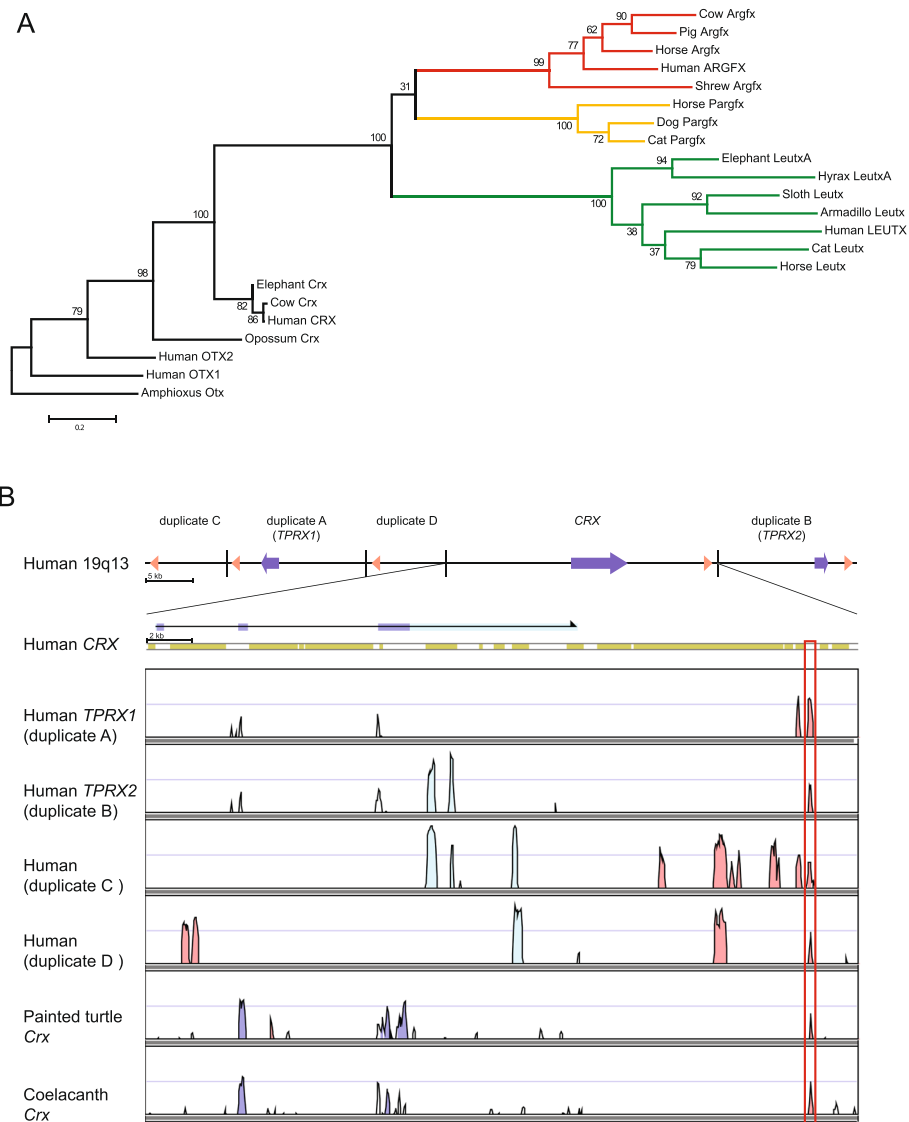 A
Cow Argfx
90
Pig Argfx
62
Horse Argfx
77
Human ARGFX
99
Shrew Argfx
31
Horse Pargfx
100
Dog Pargfx
72
Cat Pargfx
100
Elephant LeutxA
94
Hyrax LeutxA
Sloth Leutx
92
100
Armadillo Leutx
38
Human LEUTX
37
Cat Leutx
79
Horse Leutx
100
98
Elephant Crx
82
Cow Crx
86
Human CRX
79
Opossum Crx
Human OTX2
Human OTX1
Amphioxus Otx
0.2
B
duplicate C
duplicate A
(TPRX1)
duplicate D
CRX
duplicate B
(TPRX2)
Human 19q13
5 kb
2 kb
Human CRX
Human TPRX1
(duplicate A)
Human TPRX2
(duplicate B)
Human
(duplicate C )
Human
(duplicate D )
Painted turtle
Crx
Coelacanth
Crx